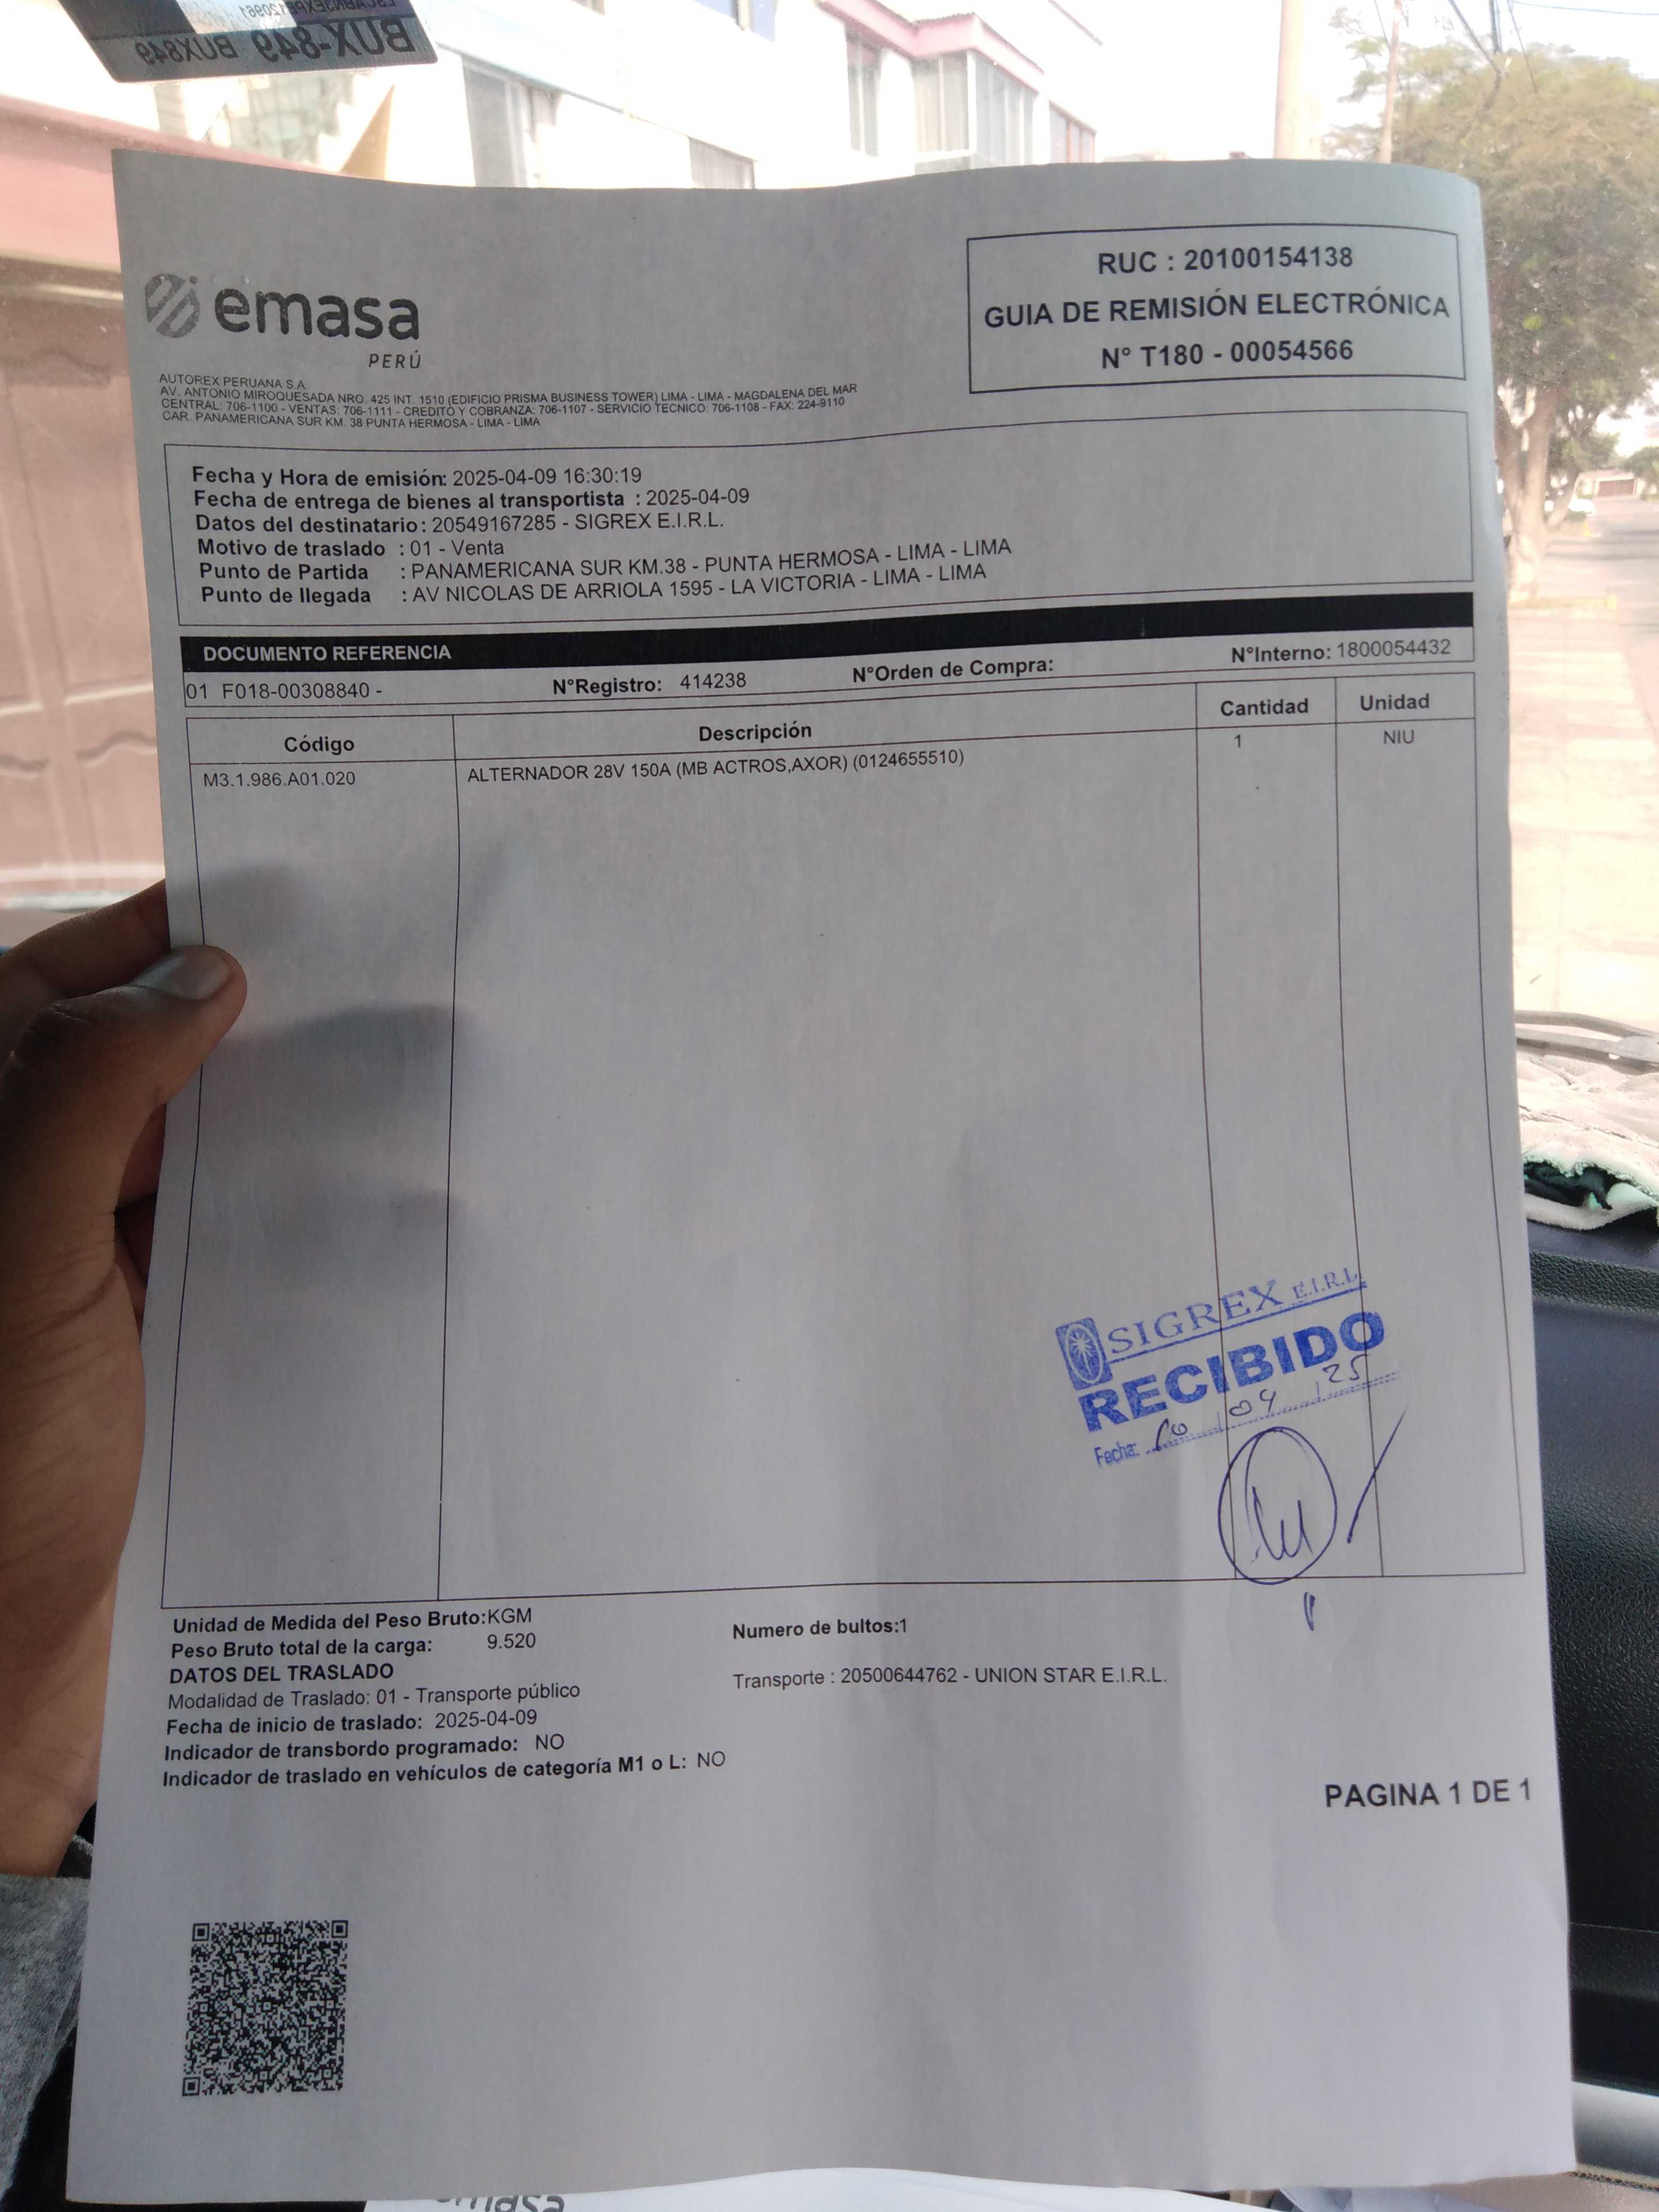 BUX849 BUX-849
emasa
PERÚ
RUC : 20100154138
GUIA DE REMISIÓN ELECTRÓNICA
N° T180 - 00054566
AUTOREX PERUANA S.A.
AV. ANTONIO MIROQUESADA NRO. 425 INT. 1510 (EDIFICIO PRISMA BUSINESS TOWER) LIMA - LIMA - MAGDALENA DEL MAR
CENTRAL: 706-1100 - VENTAS: 706-1111 - CREDITO Y COBRANZA: 706-1107 - SERVICIO TECNICO: 706-1108 - FAX: 224-9110
CAR. PANAMERICANA SUR KM. 38 PUNTA HERMOSA - LIMA - LIMA
Fecha y Hora de emisión: 2025-04-09 16:30:19
Fecha de entrega de bienes al transportista : 2025-04-09
Datos del destinatario: 20549167285 - SIGREX E.I.R.L.
Motivo de traslado : 01 - Venta
Punto de Partida : PANAMERICANA SUR KM.38 - PUNTA HERMOSA - LIMA - LIMA
Punto de llegada : AV NICOLAS DE ARRIOLA 1595 - LA VICTORIA - LIMA - LIMA
DOCUMENTO REFERENCIA
01 F018-00308840 - N°Registro: 414238 N°Orden de Compra: N°Interno: 1800054432
Código Descripción Cantidad Unidad
M3.1.986.A01.020 ALTERNADOR 28V 150A (MB ACTROS,AXOR) (0124655510) 1 NIU
SIGREX E.I.R.L.
RECIBIDO
Fecha: 10 / 04 / 25
Unidad de Medida del Peso Bruto:KGM
Peso Bruto total de la carga: 9.520
Numero de bultos:1
DATOS DEL TRASLADO
Modalidad de Traslado: 01 - Transporte público
Transporte : 20500644762 - UNION STAR E.I.R.L.
Fecha de inicio de traslado: 2025-04-09
Indicador de transbordo programado: NO
Indicador de traslado en vehículos de categoría M1 o L: NO
PAGINA 1 DE 1
emasa